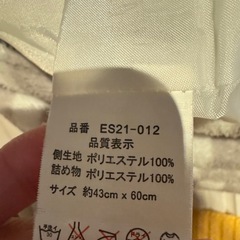 品番 ES21-012
品質表示
側生地 ポリエステル100%
詰め物 ポリエステル100%
サイズ 約43cm × 60cm